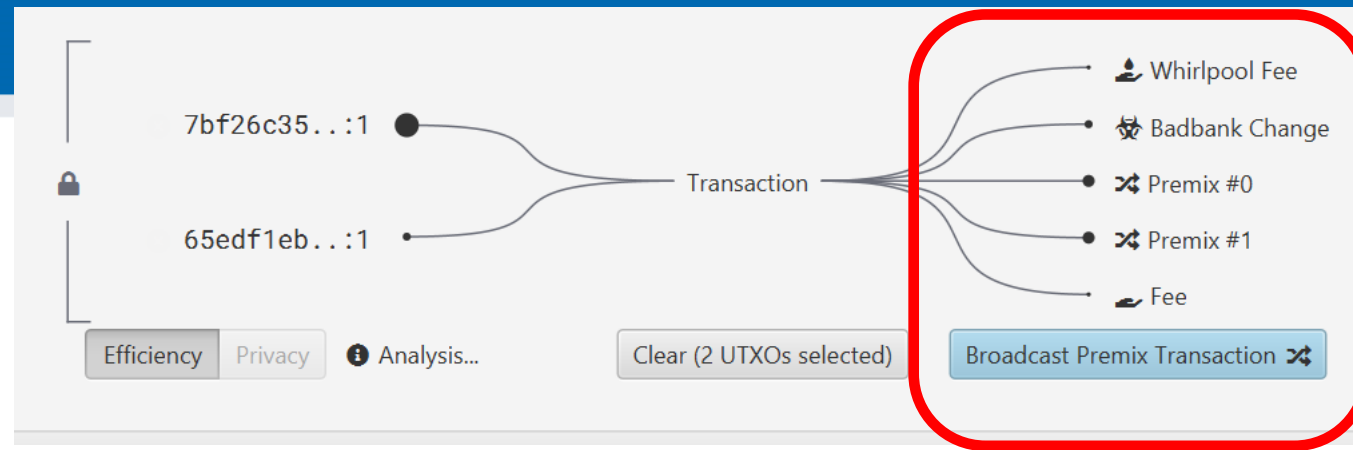 Whirlpool Fee
7bf26c35..:1
Badbank Change
Transaction
Premix #0
65edf1eb..:1
Premix #1
Fee
Efficiency Privacy Analysis... Clear (2 UTXOs selected) Broadcast Premix Transaction